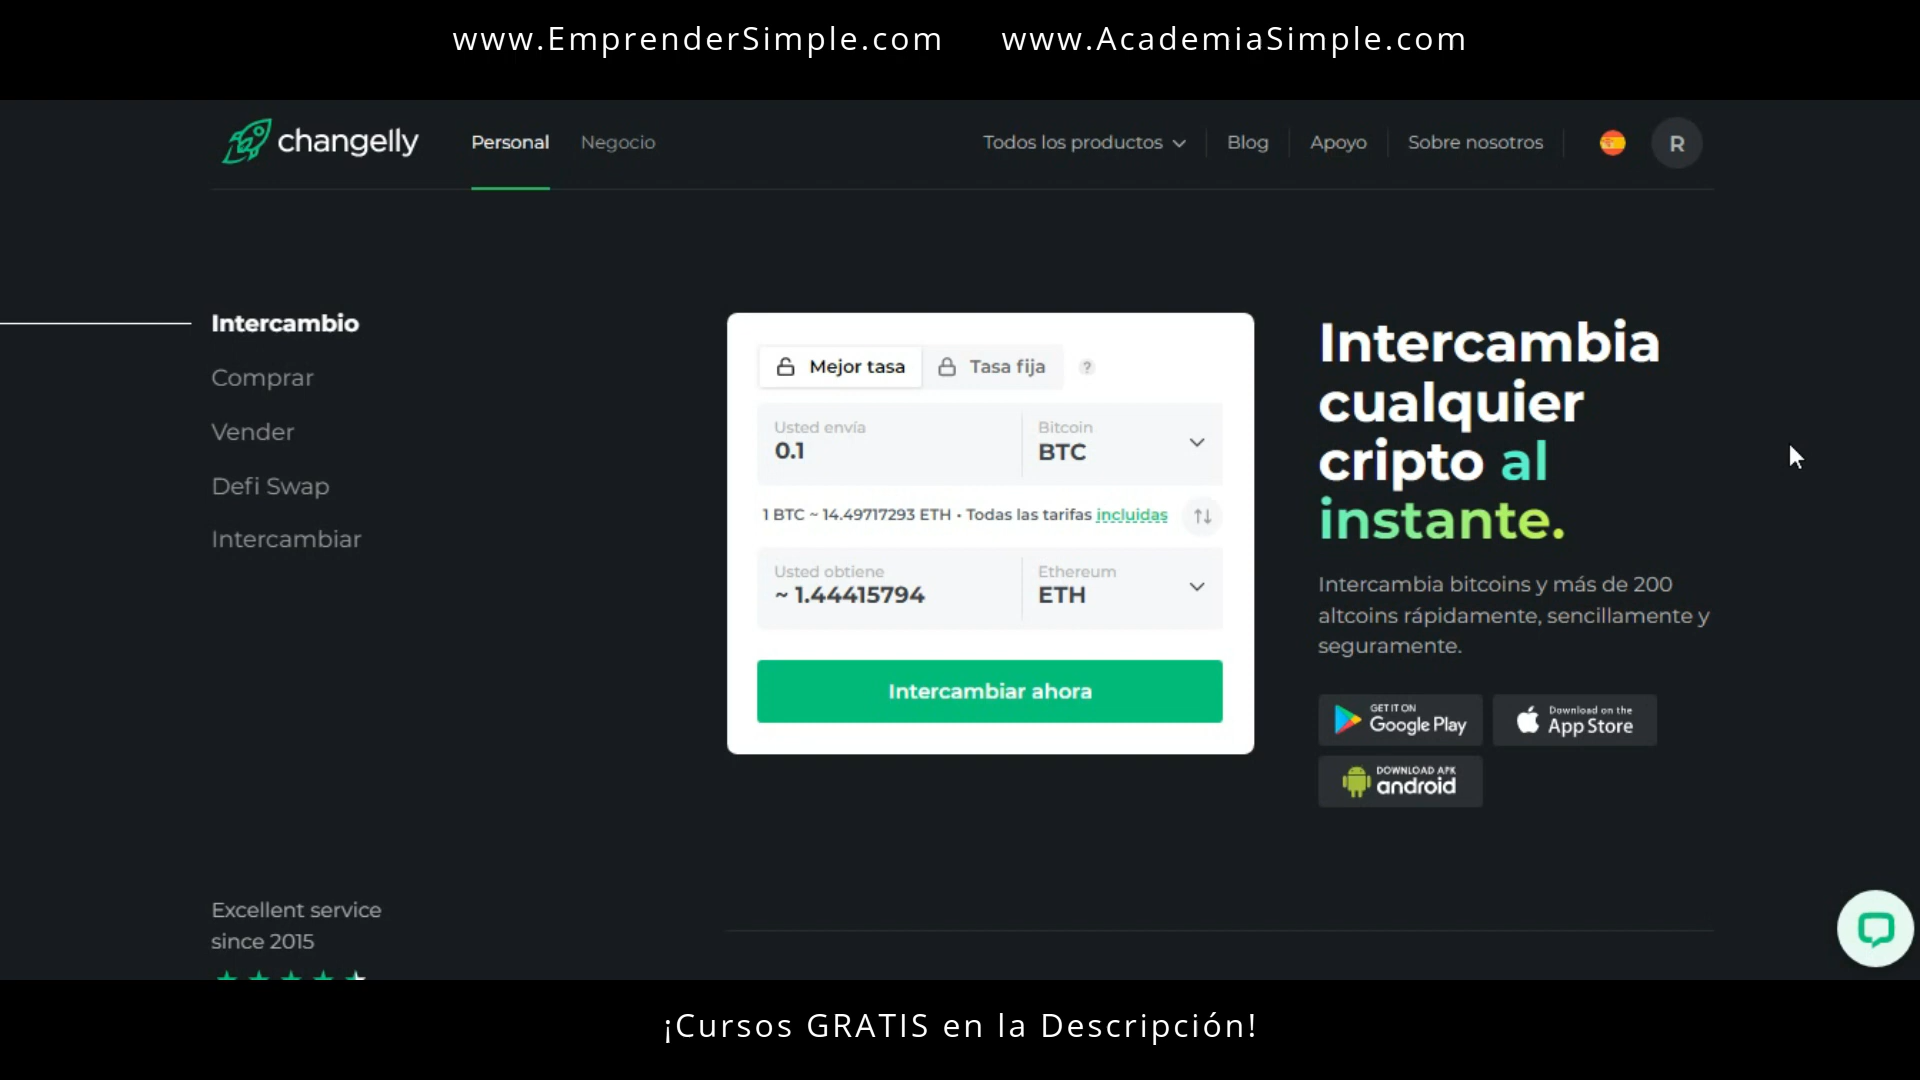 www.EmprenderSimple.com www.AcademiaSimple.com
changelly Personal Negocio Todos los productos Blog Apoyo Sobre nosotros R
Intercambio
Comprar
Vender
Defi Swap
Intercambiar
Mejor tasa Tasa fija ?
Usted envía Bitcoin
0.1 BTC
1 BTC ~ 14.49717293 ETH • Todas las tarifas incluidas
Usted obtiene Ethereum
~ 1.44415794 ETH
Intercambiar ahora
Intercambia
cualquier
cripto al
instante.
Intercambia bitcoins y más de 200
altcoins rápidamente, sencillamente y
seguramente.
GET IT ON
Google Play
Download on the
App Store
DOWNLOAD APK
android
Excellent service
since 2015
¡Cursos GRATIS en la Descripción!